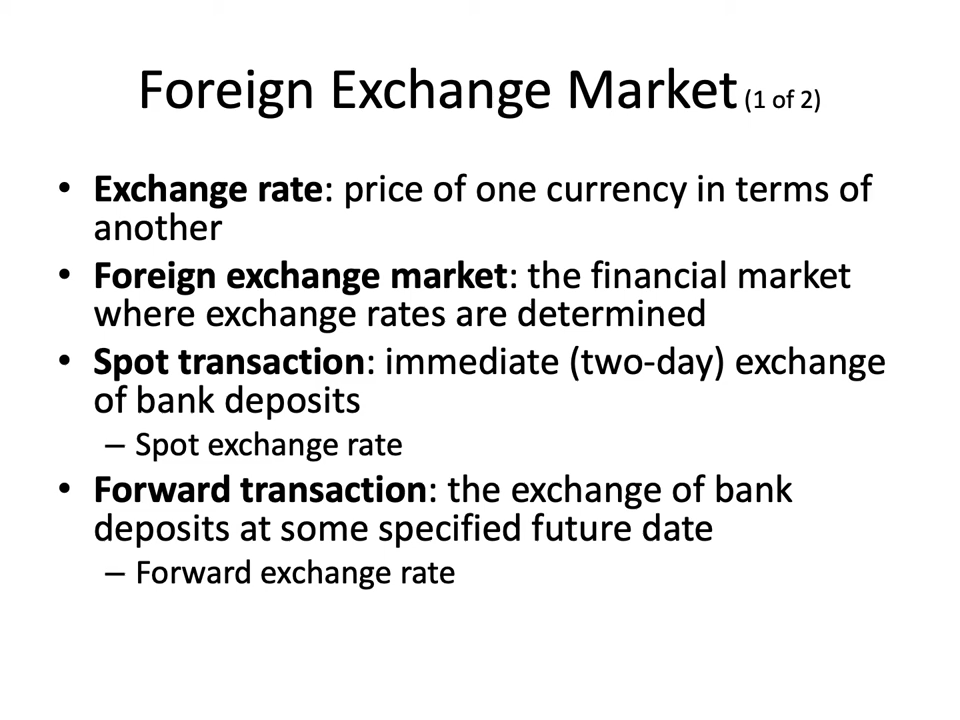 Foreign Exchange Market (1 of 2)
• Exchange rate: price of one currency in terms of
another
• Foreign exchange market: the financial market
where exchange rates are determined
• Spot transaction: immediate (two-day) exchange
of bank deposits
– Spot exchange rate
• Forward transaction: the exchange of bank
deposits at some specified future date
– Forward exchange rate